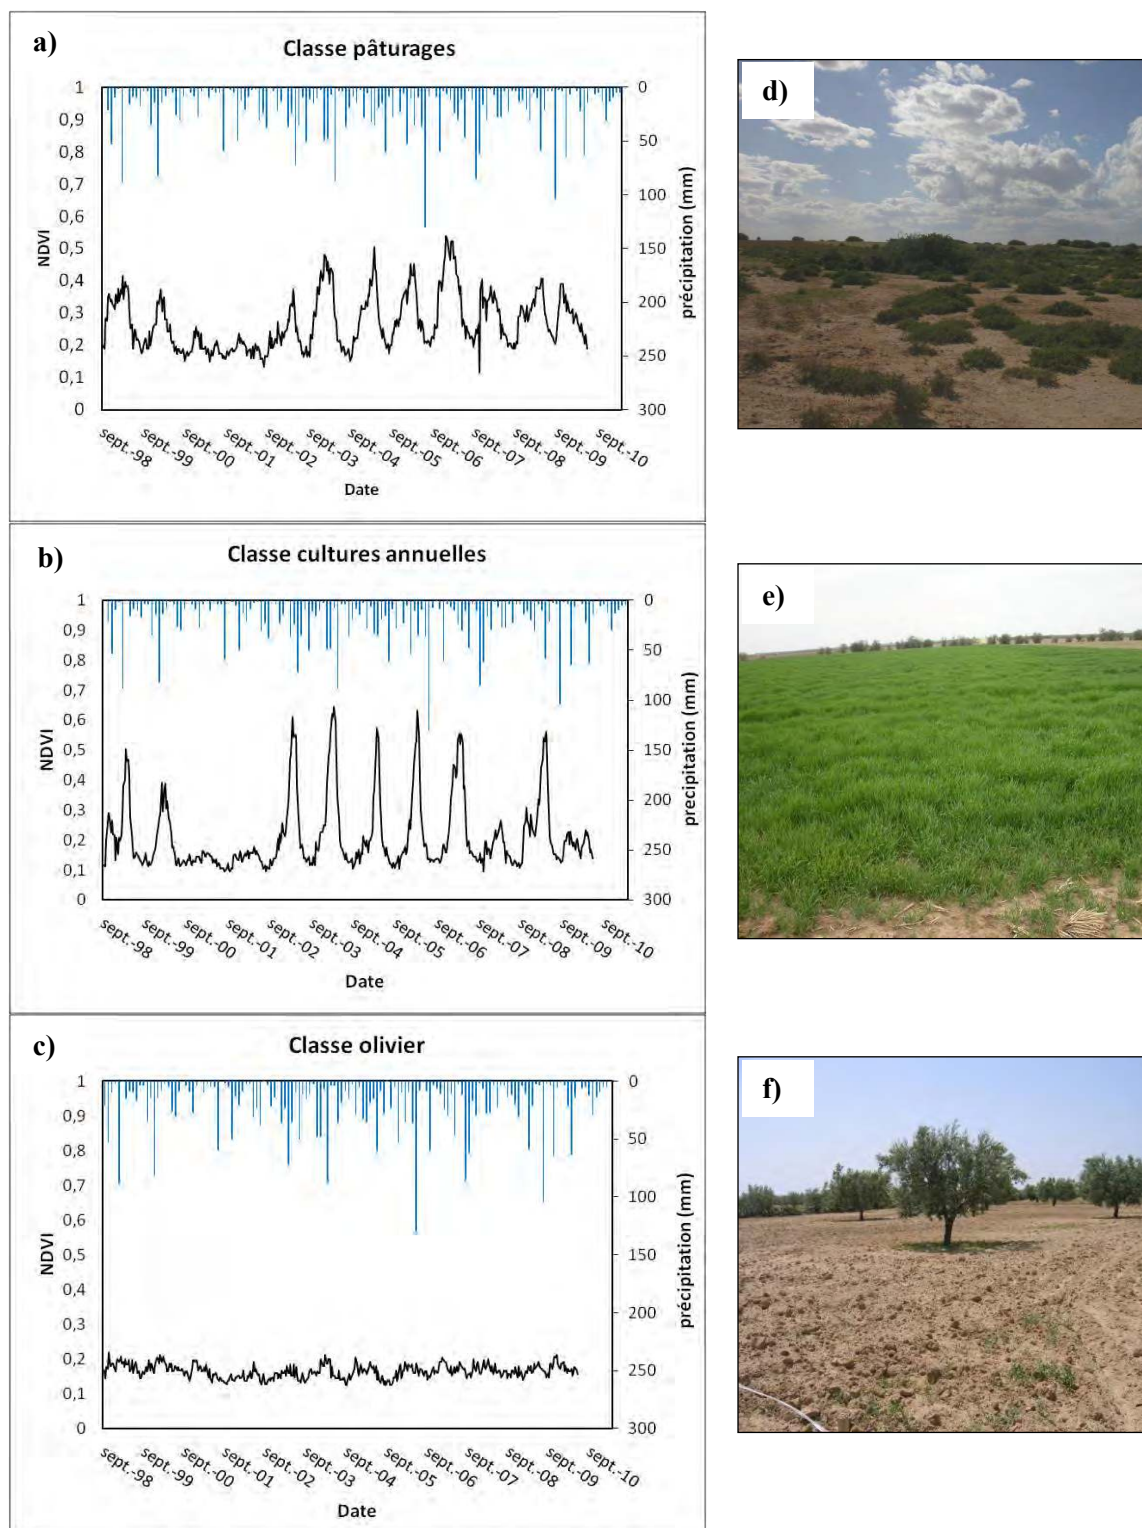 a)
Classe pâturages
1
0,9
0,8
0,7
0,6
0,5
0,4
0,3
0,2
0,1
0
NDVI
0
50
100
150
200
250
300
précipitation (mm)
sept.-98
sept.-99
sept.-00
sept.-01
sept.-02
sept.-03
sept.-04
sept.-05
sept.-06
sept.-07
sept.-08
sept.-09
sept.-10
Date
d)
b)
Classe cultures annuelles
1
0,9
0,8
0,7
0,6
0,5
0,4
0,3
0,2
0,1
0
NDVI
0
50
100
150
200
250
300
precipitation (mm)
sept.-98
sept.-99
sept.-00
sept.-01
sept.-02
sept.-03
sept.-04
sept.-05
sept.-06
sept.-07
sept.-08
sept.-09
sept.-10
Date
e)
c)
Classe olivier
1
0,9
0,8
0,7
0,6
0,5
0,4
0,3
0,2
0,1
0
NDVI
0
50
100
150
200
250
300
précipitation (mm)
sept.-98
sept.-99
sept.-00
sept.-01
sept.-02
sept.-03
sept.-04
sept.-05
sept.-06
sept.-07
sept.-08
sept.-09
sept.-10
Date
f)